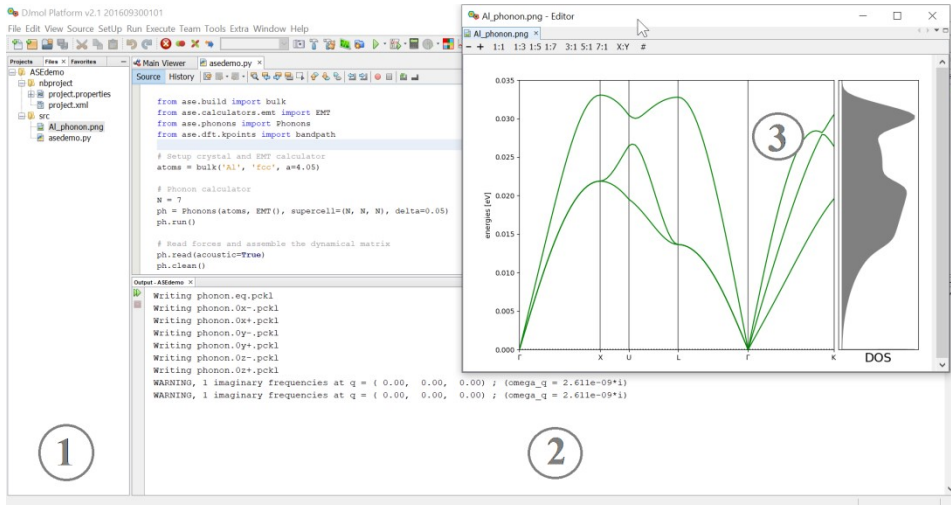 DJmol Platform v2.1 201609300101
File Edit View Source SetUp Run Execute Team Tools Extra Window Help
Projects Files × Favorites
ASEdemo
nbproject
project.properties
project.xml
src
Al_phonon.png
asedemo.py
Main Viewer asedemo.py ×
Source History
from ase.build import bulk
from ase.calculators.emt import EMT
from ase.phonons import Phonons
from ase.dft.kpoints import bandpath
# Setup crystal and EMT calculator
atoms = bulk('Al', 'fcc', a=4.05)
# Phonon calculator
N = 7
ph = Phonons(atoms, EMT(), supercell=(N, N, N), delta=0.05)
ph.run()
# Read forces and assemble the dynamical matrix
ph.read(acoustic=True)
ph.clean()
Output - ASEdemo ×
Writing phonon.eq.pckl
Writing phonon.0x-.pckl
Writing phonon.0x+.pckl
Writing phonon.0y-.pckl
Writing phonon.0y+.pckl
Writing phonon.0z-.pckl
Writing phonon.0z+.pckl
WARNING, 1 imaginary frequencies at q = ( 0.00, 0.00, 0.00) ; (omega_q = 2.611e-09*i)
WARNING, 1 imaginary frequencies at q = ( 0.00, 0.00, 0.00) ; (omega_q = 2.611e-09*i)
1
2
Al_phonon.png - Editor
Al_phonon.png ×
− + 1:1 1:3 1:5 1:7 3:1 5:1 7:1 X:Y #
0.035
0.030
0.025
0.020
0.015
0.010
0.005
0.000
energies [eV]
Γ X U L Γ K
DOS
3